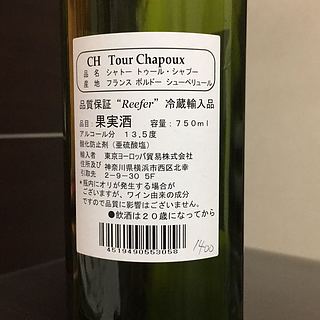 CH Tour Chapoux
品 名 シャトー トゥール・シャプー
産 地 フランス ボルドー シューペリュール
品質保証 “Reefer” 冷蔵輸入品
品目:果実酒 容量:750ml
アルコール分 13.5度
酸化防止剤(亜硫酸塩)
輸入者 東京ヨーロッパ貿易株式会社
住所及び 神奈川県横浜市西区北幸
引取先 2-9-30 5F
*瓶内にオリが発生する場合が
ございますが、ワイン由来の成分
ですので品質に影響はございません。
●飲酒は20歳になってから
4519490553058
1400